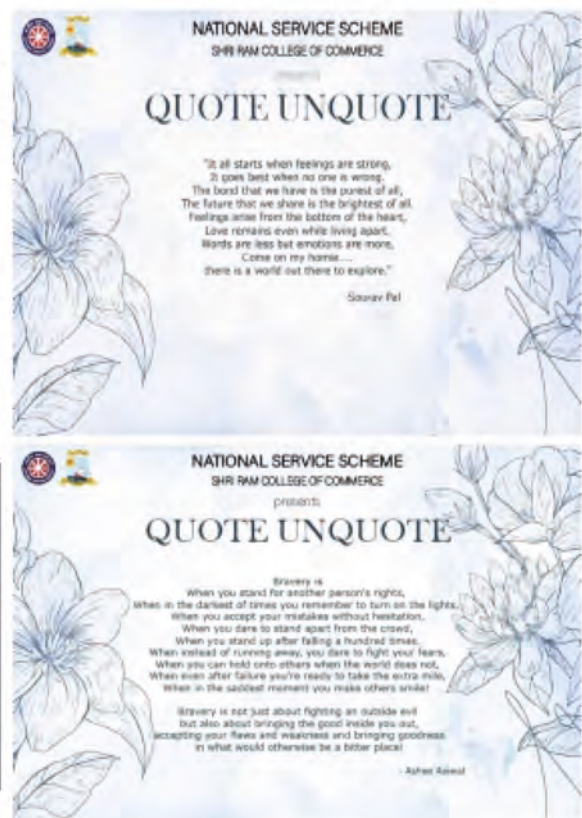 NATIONAL SERVICE SCHEME
SHRI RAM COLLEGE OF COMMERCE
presents
QUOTE UNQUOTE
"It all starts when feelings are strong,
It goes best when no one is wrong.
The bond that we have is the purest of all,
The future that we share is the brightest of all.
Feelings arise from the bottom of the heart,
Love remains even while living apart.
Words are less but emotions are more,
Come on my homie....
there is a world out there to explore."
Sourav Pal
NATIONAL SERVICE SCHEME
SHRI RAM COLLEGE OF COMMERCE
presents
QUOTE UNQUOTE
Bravery is
When you stand for another person's rights,
When in the darkest of times you remember to turn on the lights,
When you accept your mistakes without hesitation,
When you dare to stand apart from the crowd,
When you stand up after falling a hundred times,
When instead of running away, you dare to fight your fears,
When you can hold onto others when the world does not,
When even after failure you're ready to take the extra mile,
When in the saddest moment you make others smile!
Bravery is not just about fighting an outside evil
but also about bringing the good inside you out,
accepting your flaws and weakness and bringing goodness
in what would otherwise be a bitter place!